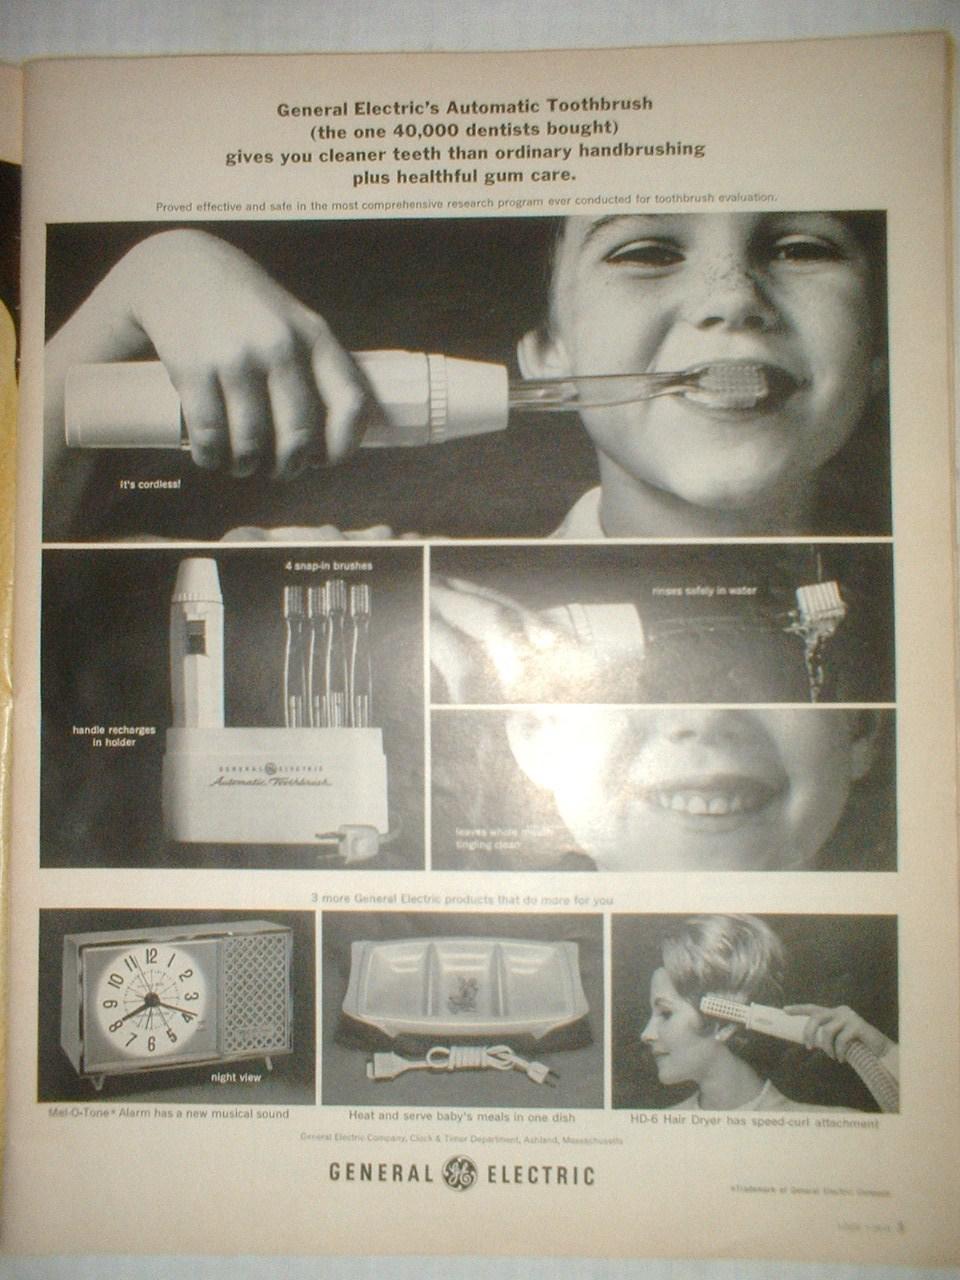 General Electric's Automatic Toothbrush
(the one 40,000 dentists bought)
gives you cleaner teeth than ordinary handbrushing
plus healthful gum care.
Proved effective and safe in the most comprehensive research program ever conducted for toothbrush evaluation.
it's cordless!
4 snap-in brushes
rinses safely in water
handle recharges
in holder
GENERAL GE ELECTRIC
Automatic Toothbrush
leaves whole mouth
tingling clean
3 more General Electric products that do more for you
12
1
2
3
4
5
6
7
8
9
10
11
night view
Mel-O-Tone* Alarm has a new musical sound
Heat and serve baby's meals in one dish
HD-6 Hair Dryer has speed-curl attachment
General Electric Company, Clock & Timer Department, Ashland, Massachusetts
GENERAL GE ELECTRIC
*Trademark of General Electric Company